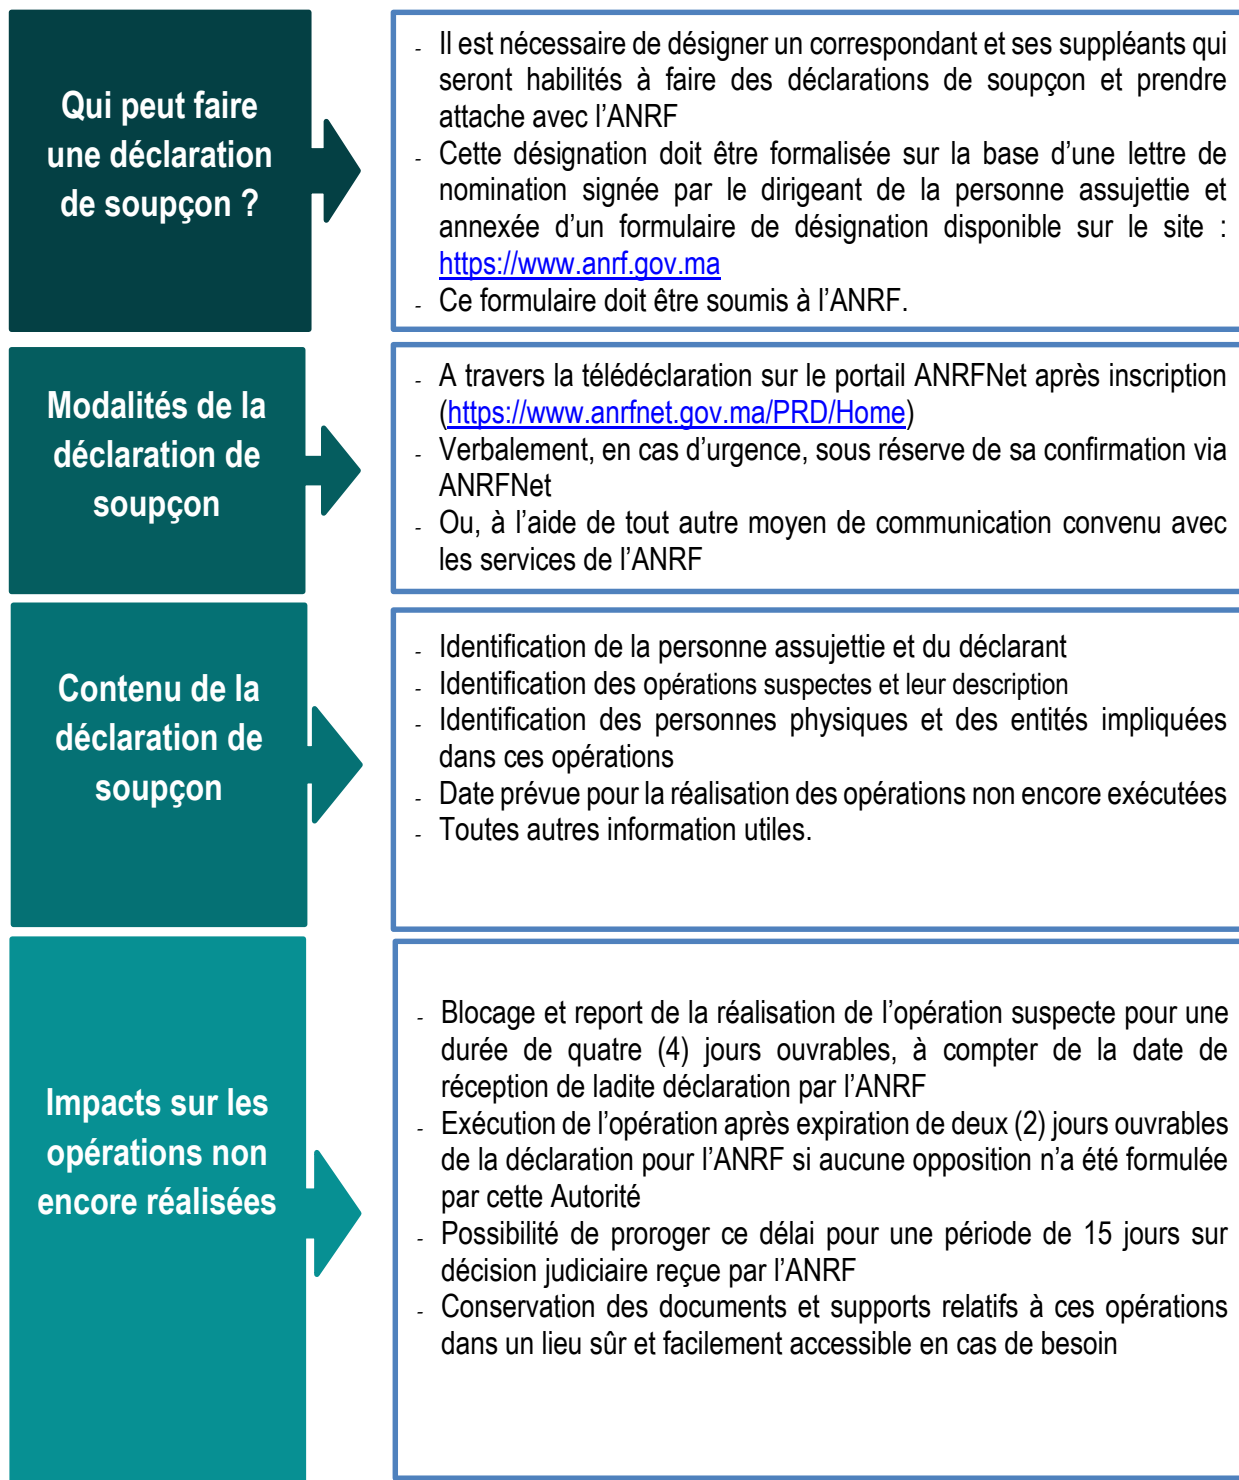 Qui peut faire
une déclaration
de soupçon ?
- Il est nécessaire de désigner un correspondant et ses suppléants qui
seront habilités à faire des déclarations de soupçon et prendre
attache avec l’ANRF
- Cette désignation doit être formalisée sur la base d’une lettre de
nomination signée par le dirigeant de la personne assujettie et
annexée d’un formulaire de désignation disponible sur le site :
https://www.anrf.gov.ma
- Ce formulaire doit être soumis à l’ANRF.
Modalités de la
déclaration de
soupçon
- A travers la télédéclaration sur le portail ANRFNet après inscription
(https://www.anrfnet.gov.ma/PRD/Home)
- Verbalement, en cas d’urgence, sous réserve de sa confirmation via
ANRFNet
- Ou, à l’aide de tout autre moyen de communication convenu avec
les services de l’ANRF
Contenu de la
déclaration de
soupçon
- Identification de la personne assujettie et du déclarant
- Identification des opérations suspectes et leur description
- Identification des personnes physiques et des entités impliquées
dans ces opérations
- Date prévue pour la réalisation des opérations non encore exécutées
- Toutes autres information utiles.
Impacts sur les
opérations non
encore réalisées
- Blocage et report de la réalisation de l’opération suspecte pour une
durée de quatre (4) jours ouvrables, à compter de la date de
réception de ladite déclaration par l’ANRF
- Exécution de l’opération après expiration de deux (2) jours ouvrables
de la déclaration pour l’ANRF si aucune opposition n’a été formulée
par cette Autorité
- Possibilité de proroger ce délai pour une période de 15 jours sur
décision judiciaire reçue par l’ANRF
- Conservation des documents et supports relatifs à ces opérations
dans un lieu sûr et facilement accessible en cas de besoin